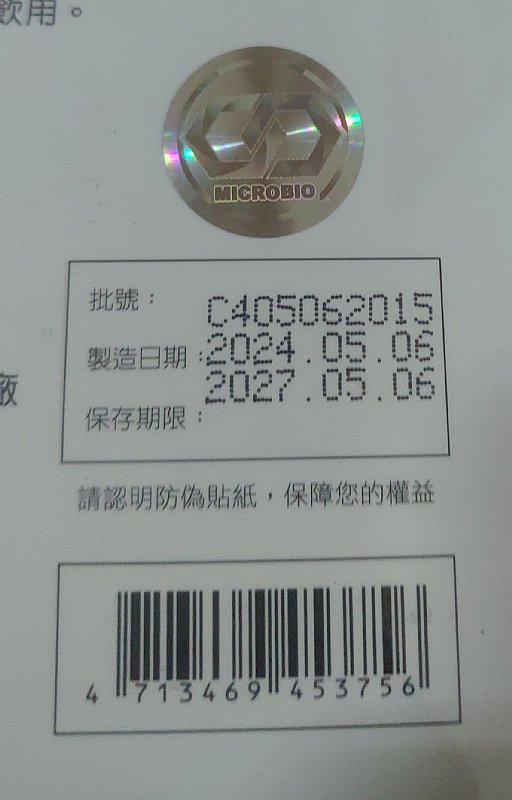 飲用。
MICROBIO
批號： C405062015
製造日期： 2024.05.06
保存期限： 2027.05.06
廠
請認明防偽貼紙，保障您的權益
4 713469 453756